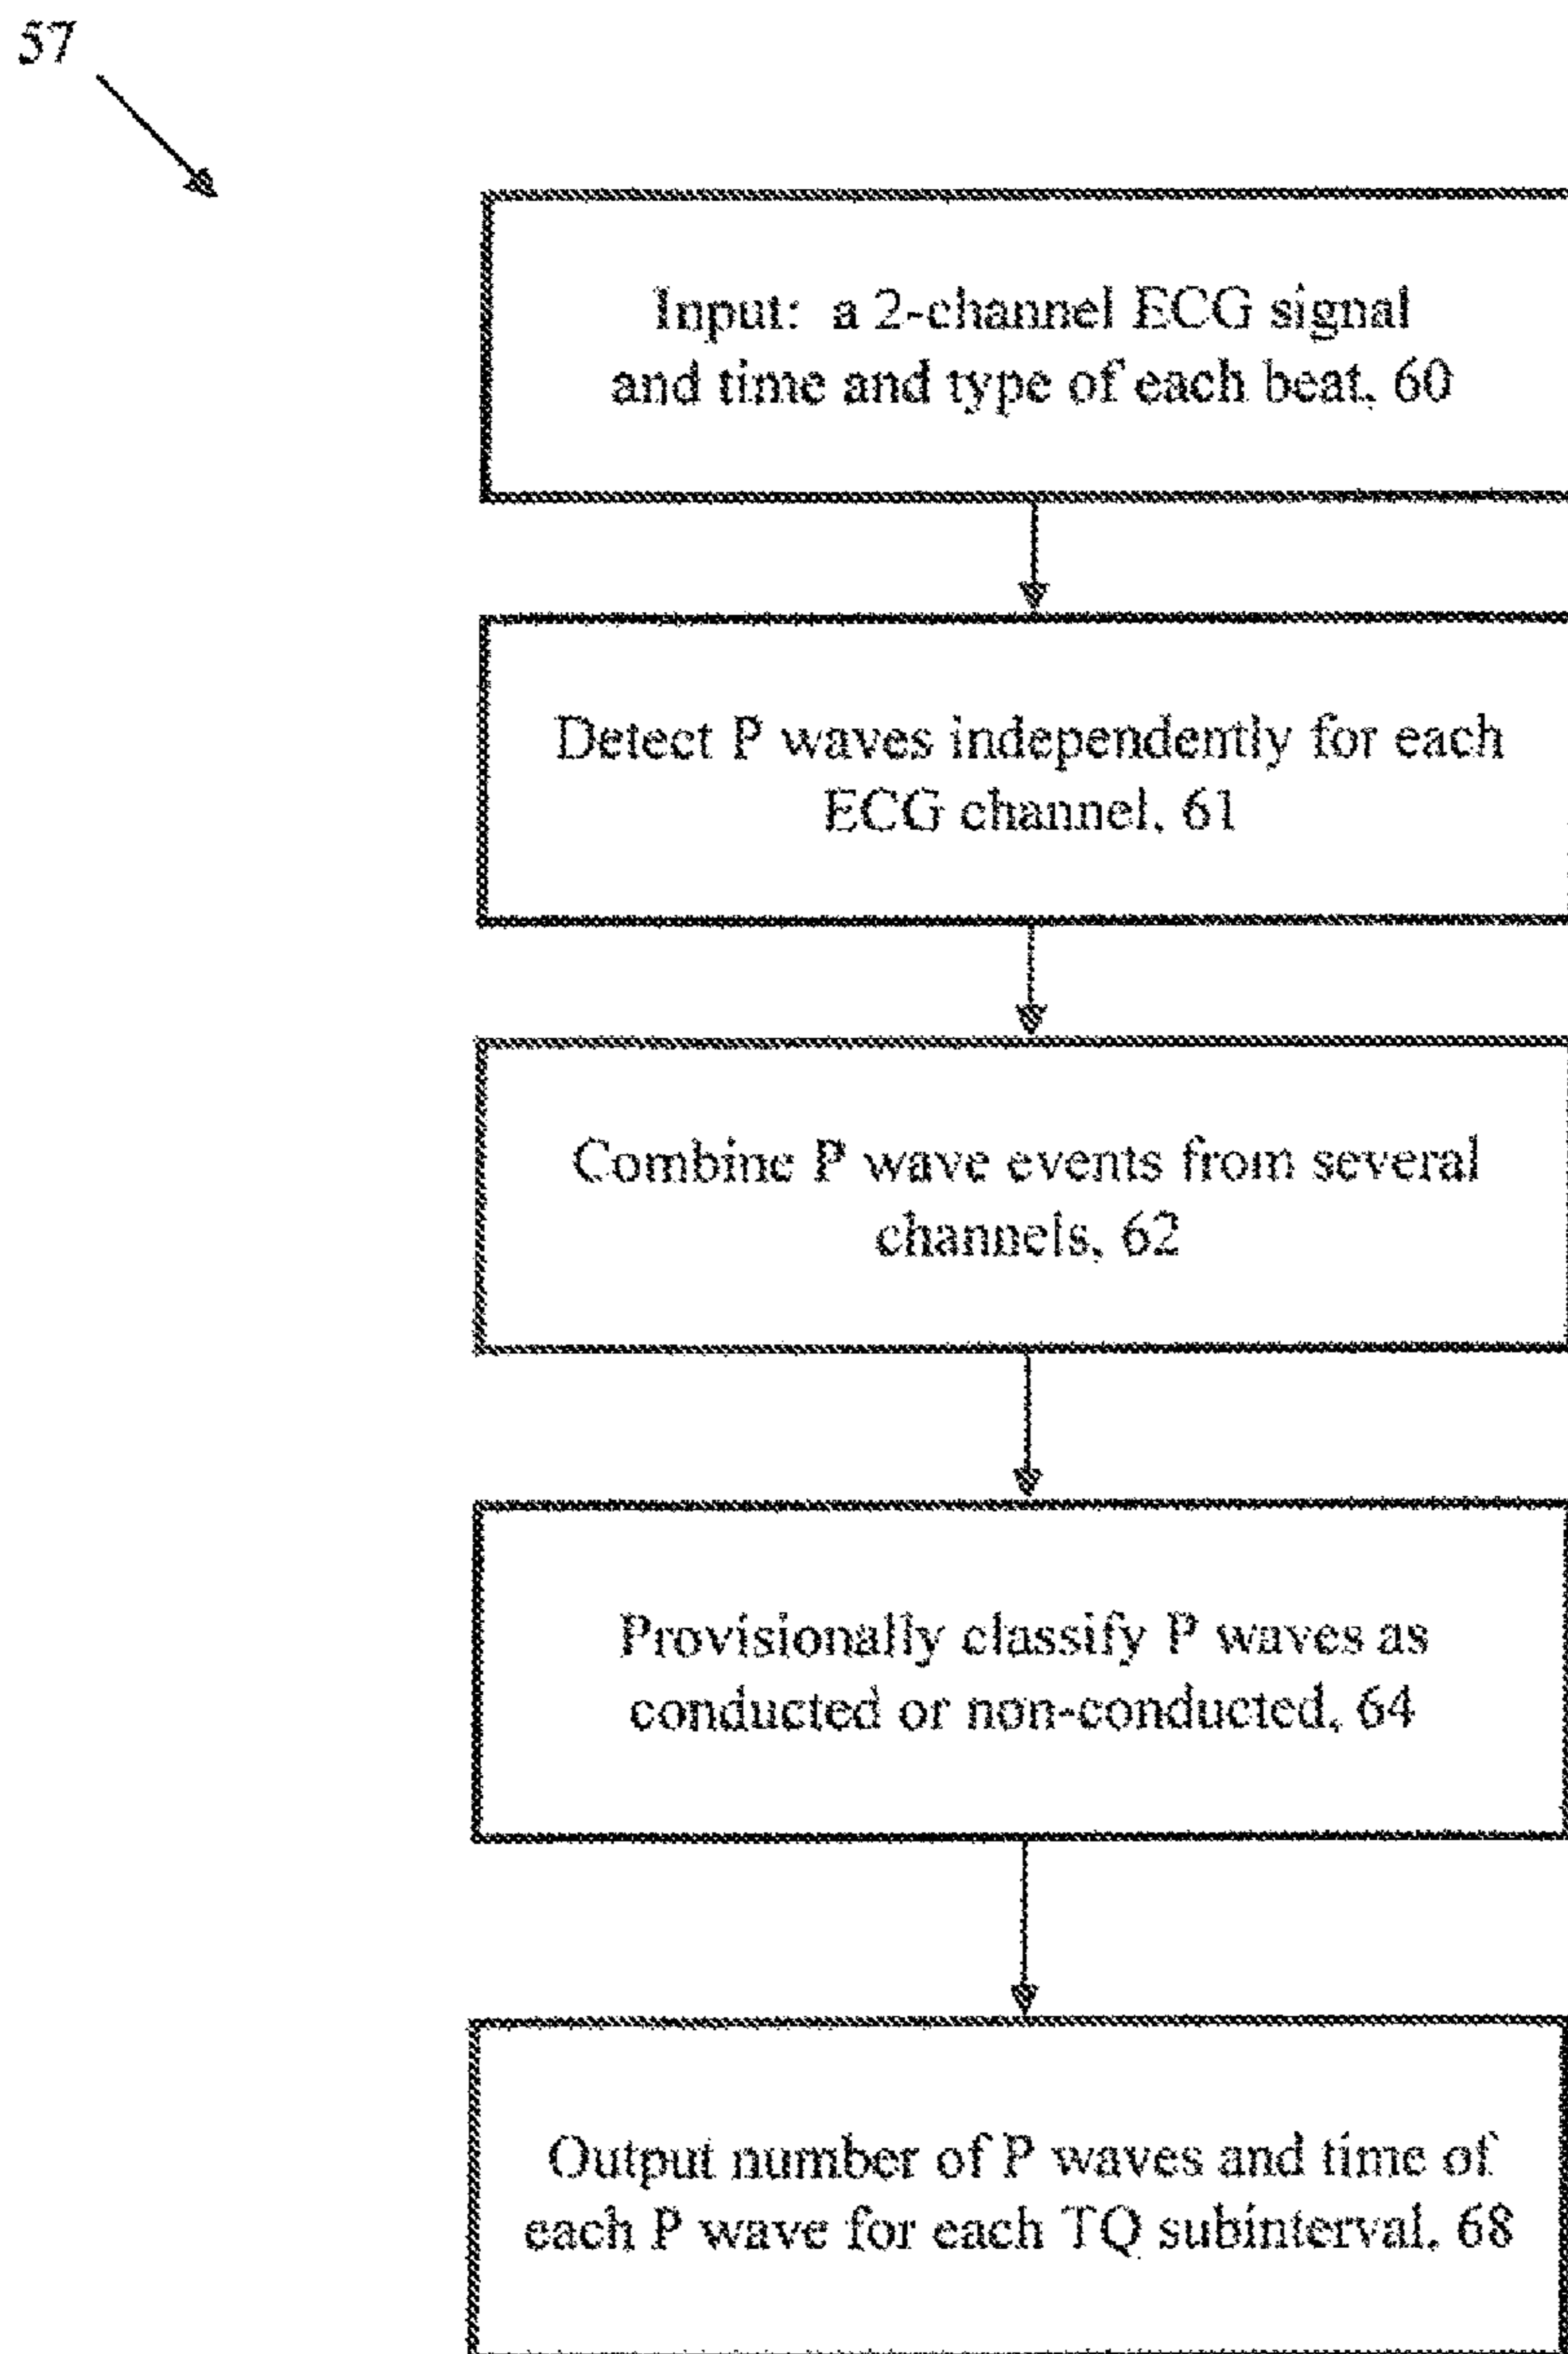 57
Input: a 2-channel ECG signal
and time and type of each beat, 60
Detect P waves independently for each
ECG channel, 61
Combine P wave events from several
channels, 62
Provisionally classify P waves as
conducted or non-conducted, 64
Output number of P waves and time of
each P wave for each TQ subinterval, 68